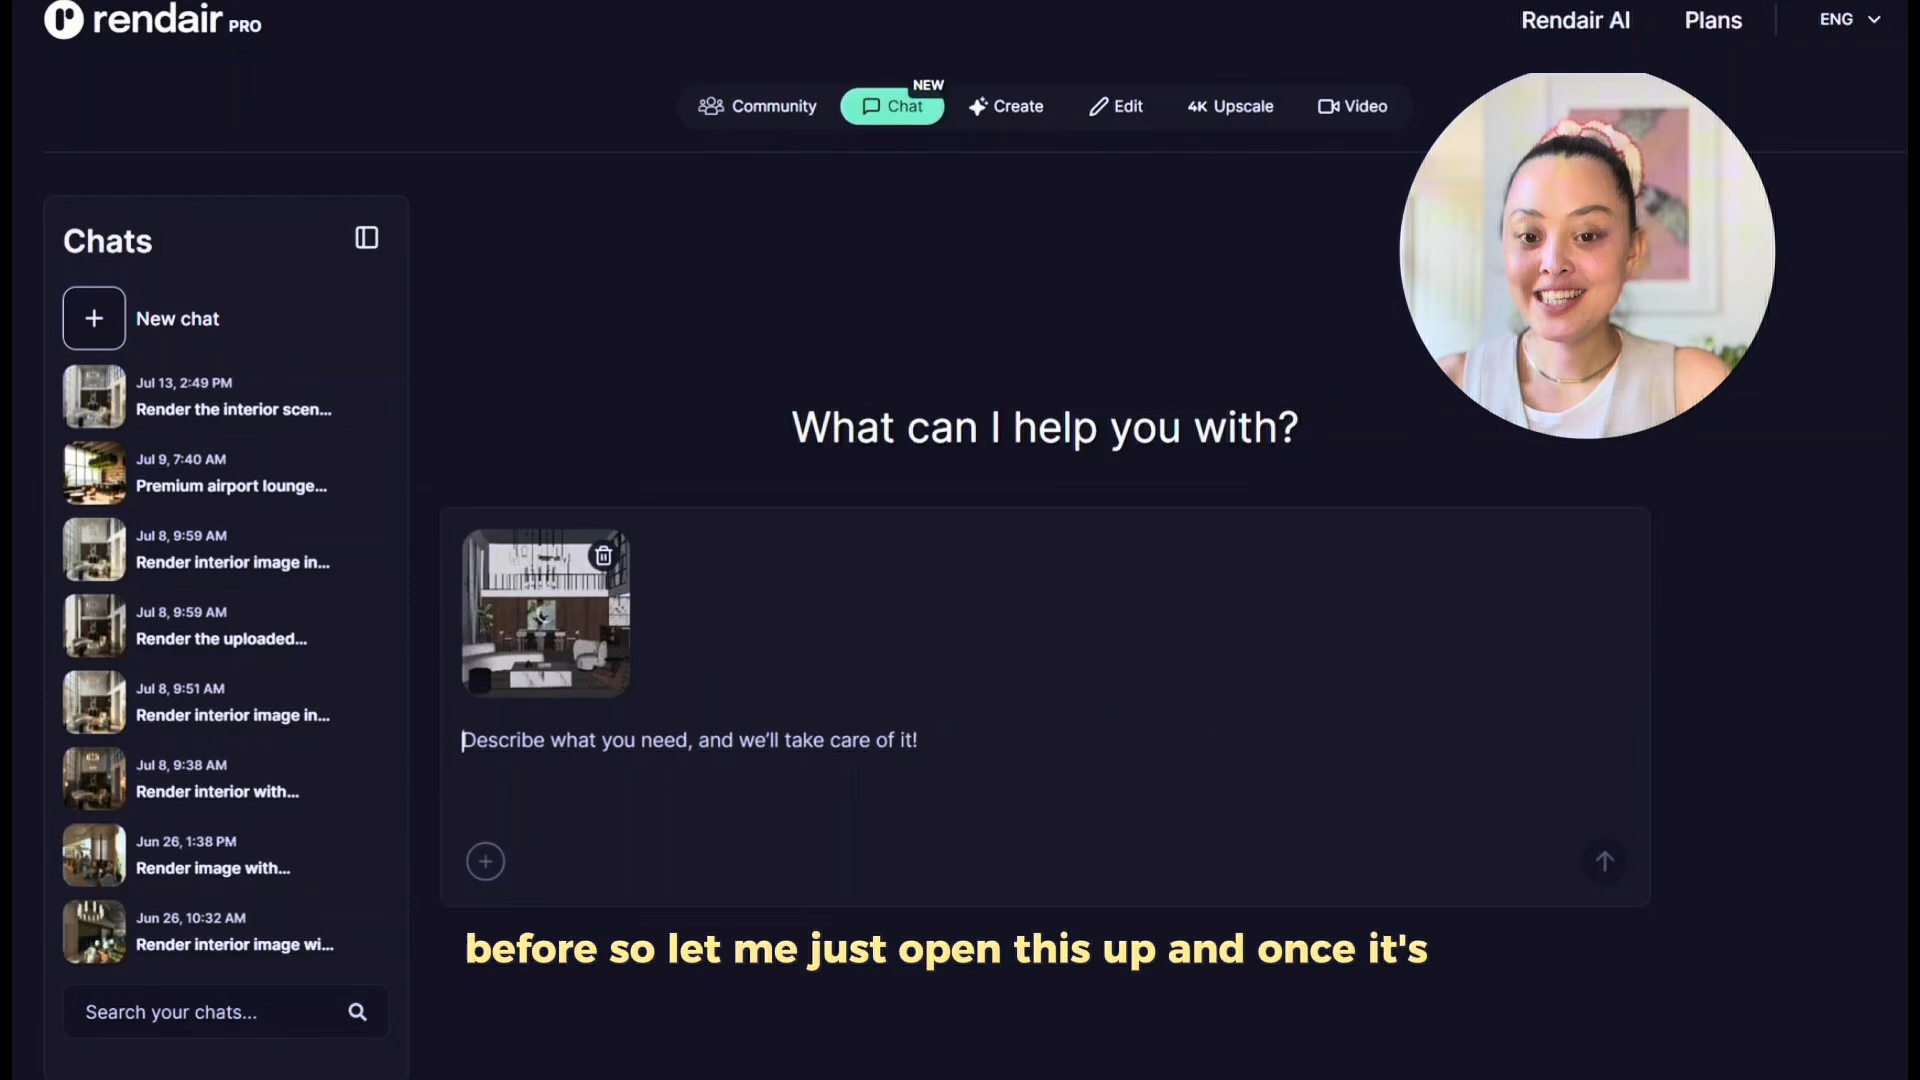 rendair PRO
Rendair AI
Plans
ENG
Community
Chat
NEW
Create
Edit
4K Upscale
Video
Chats
New chat
Jul 13, 2:49 PM
Render the interior scen...
Jul 9, 7:40 AM
Premium airport lounge...
Jul 8, 9:59 AM
Render interior image in...
Jul 8, 9:59 AM
Render the uploaded...
Jul 8, 9:51 AM
Render interior image in...
Jul 8, 9:38 AM
Render interior with...
Jun 26, 1:38 PM
Render image with...
Jun 26, 10:32 AM
Render interior image wi...
Search your chats...
What can I help you with?
Describe what you need, and we'll take care of it!
before so let me just open this up and once it's